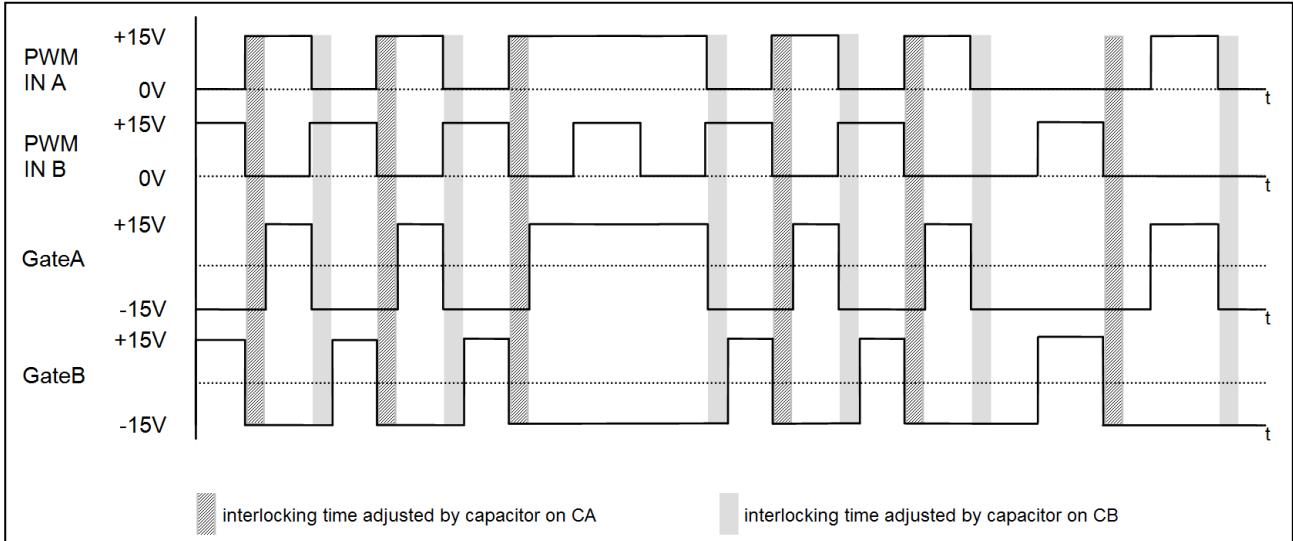 +15V
PWM
IN A
0V
t
+15V
PWM
IN B
0V
t
+15V
GateA
-15V
t
+15V
GateB
-15V
t
interlocking time adjusted by capacitor on CA
interlocking time adjusted by capacitor on CB